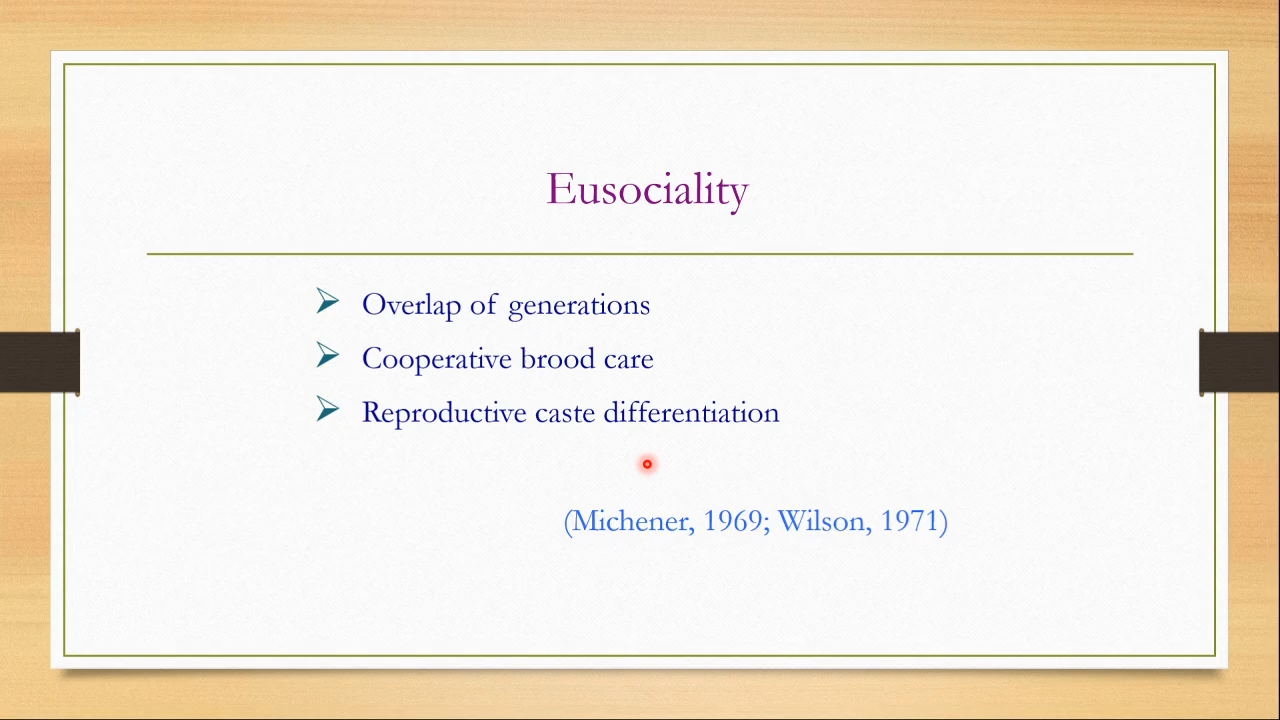 Eusociality
Overlap of generations
Cooperative brood care
Reproductive caste differentiation
(Michener, 1969; Wilson, 1971)